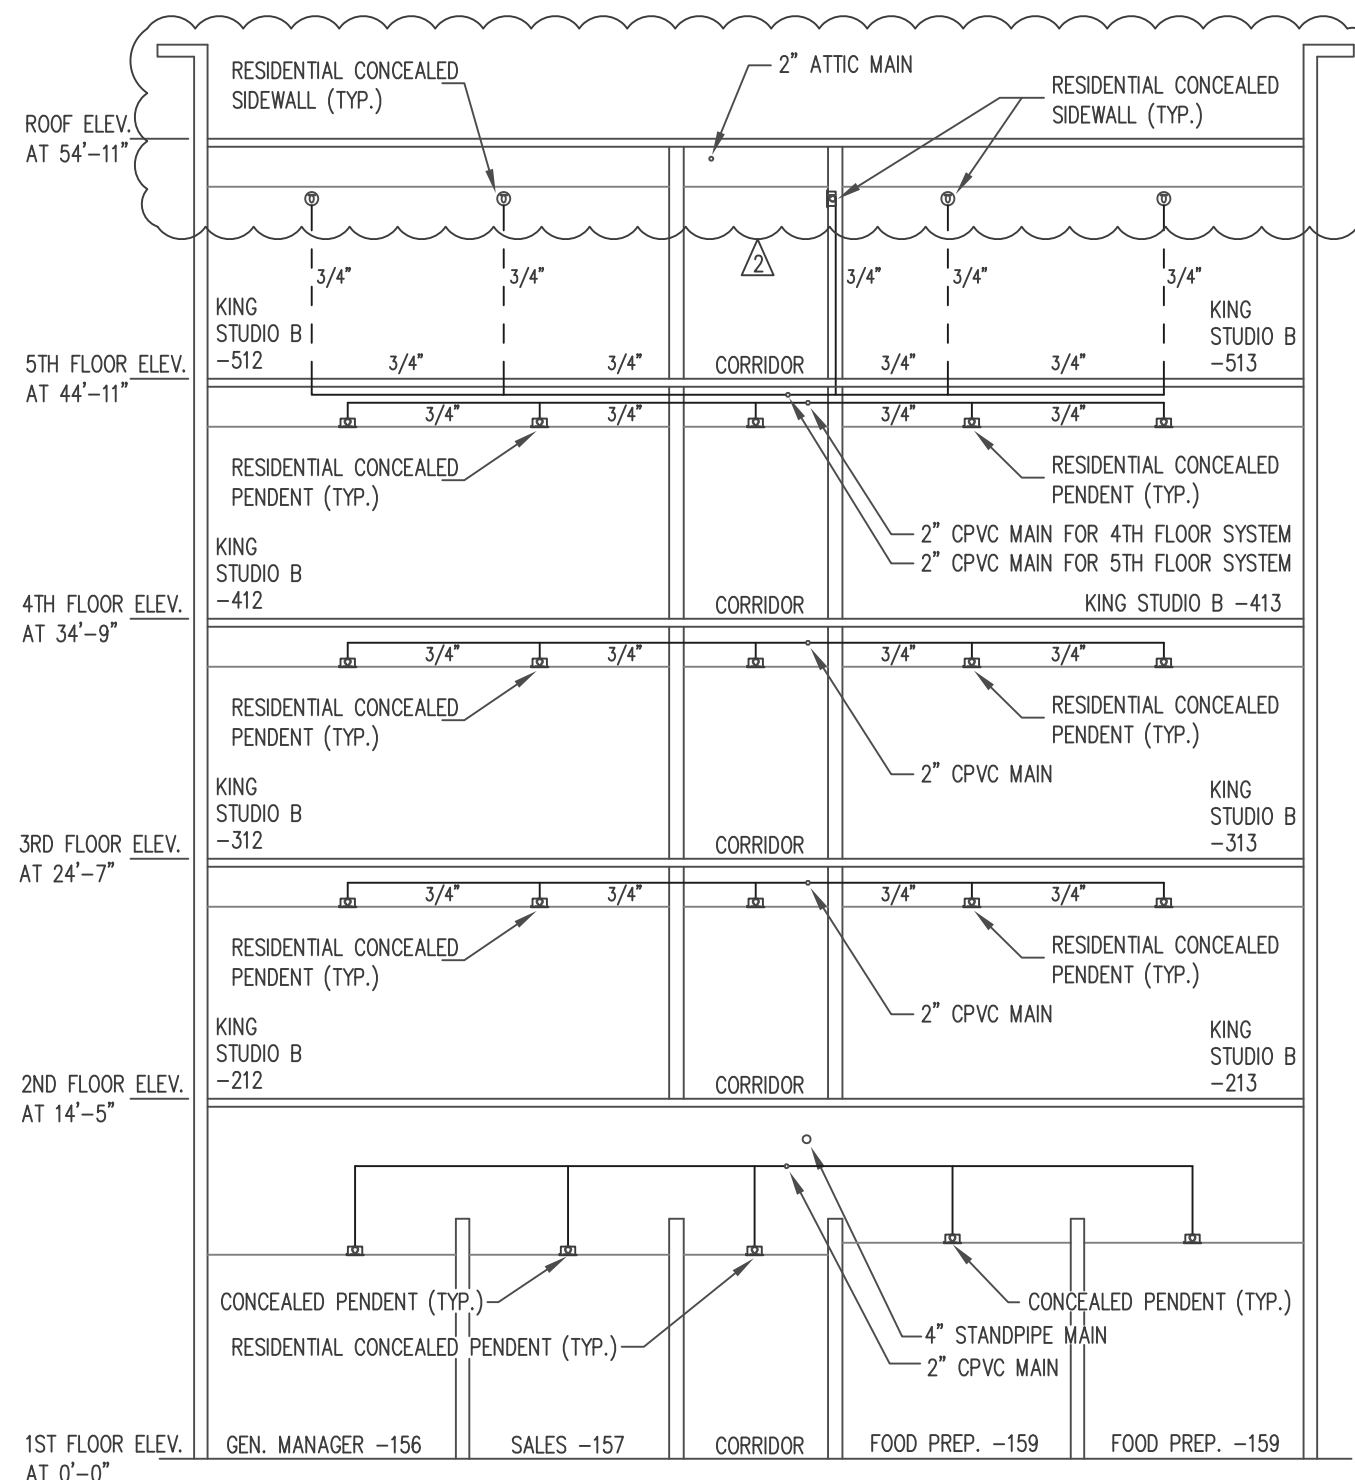 2” ATTIC MAIN
RESIDENTIAL CONCEALED
SIDEWALL (TYP.)
RESIDENTIAL CONCEALED
SIDEWALL (TYP.)
ROOF ELEV.
AT 54’–11”
2
3/4”
3/4”
3/4”
3/4”
3/4”
KING
STUDIO B
–512
KING
STUDIO B
–513
5TH FLOOR ELEV.
AT 44’–11”
3/4”
3/4”
CORRIDOR
3/4”
3/4”
3/4”
3/4”
3/4”
3/4”
RESIDENTIAL CONCEALED
PENDENT (TYP.)
RESIDENTIAL CONCEALED
PENDENT (TYP.)
2” CPVC MAIN FOR 4TH FLOOR SYSTEM
2” CPVC MAIN FOR 5TH FLOOR SYSTEM
KING
STUDIO B
–412
CORRIDOR
KING STUDIO B –413
4TH FLOOR ELEV.
AT 34’–9”
3/4”
3/4”
3/4”
3/4”
RESIDENTIAL CONCEALED
PENDENT (TYP.)
RESIDENTIAL CONCEALED
PENDENT (TYP.)
2” CPVC MAIN
KING
STUDIO B
–312
CORRIDOR
KING
STUDIO B
–313
3RD FLOOR ELEV.
AT 24’–7”
3/4”
3/4”
3/4”
3/4”
RESIDENTIAL CONCEALED
PENDENT (TYP.)
RESIDENTIAL CONCEALED
PENDENT (TYP.)
2” CPVC MAIN
KING
STUDIO B
–212
CORRIDOR
KING
STUDIO B
–213
2ND FLOOR ELEV.
AT 14’–5”
CONCEALED PENDENT (TYP.)
CONCEALED PENDENT (TYP.)
RESIDENTIAL CONCEALED PENDENT (TYP.)
4” STANDPIPE MAIN
2” CPVC MAIN
1ST FLOOR ELEV.
AT 0’–0”
GEN. MANAGER –156
SALES –157
CORRIDOR
FOOD PREP. –159
FOOD PREP. –159